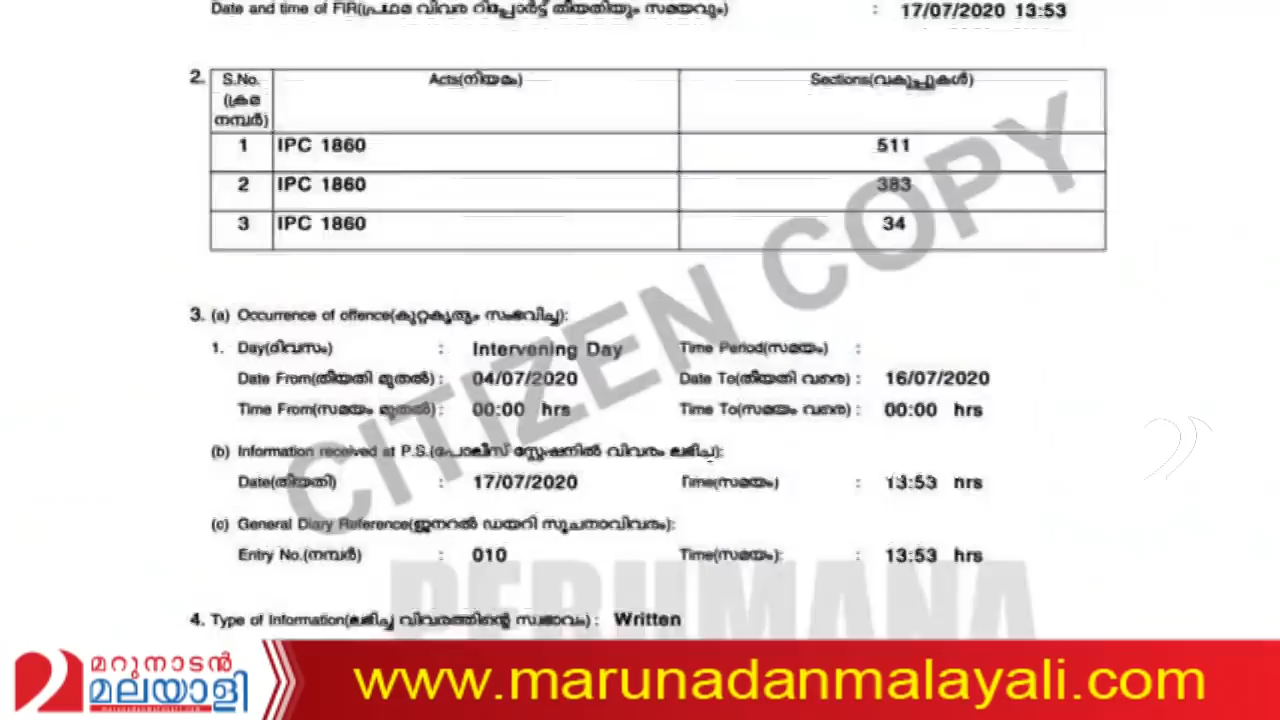 Date and time of FIR(പ്രഥമ വിവര റിപ്പോർട്ട് തീയതിയും സമയവും) : 17/07/2020 13:53
2. S.No. (ക്രമ നമ്പർ) Acts(നിയമം) Sections(വകുപ്പുകൾ)
1 IPC 1860 511
2 IPC 1860 383
3 IPC 1860 34
3. (a) Occurrence of offence(കുറ്റകൃത്യം സംഭവിച്ച):
1. Day(ദിവസം) : Intervening Day Time Period(സമയം) :
Date From(തീയതി മുതൽ) : 04/07/2020 Date To(തീയതി വരെ) : 16/07/2020
Time From(സമയം മുതൽ) : 00:00 hrs Time To(സമയം വരെ) : 00:00 hrs
(b) Information received at P.S.(പോലീസ് സ്റ്റേഷനിൽ വിവരം ലഭിച്ച):
Date(തിയതി) : 17/07/2020 Time(സമയം) : 13:53 hrs
(c) General Diary Reference(ജനറൽ ഡയറി സൂചനാവിവരം):
Entry No.(നമ്പർ) : 010 Time(സമയം): : 13:53 hrs
4. Type of Information(ലഭിച്ച വിവരത്തിന്റെ സ്വഭാവം) : Written
CITIZEN COPY
PERUMANA
മറുനാടൻ
മലയാളി
www.marunadanmalayali.com